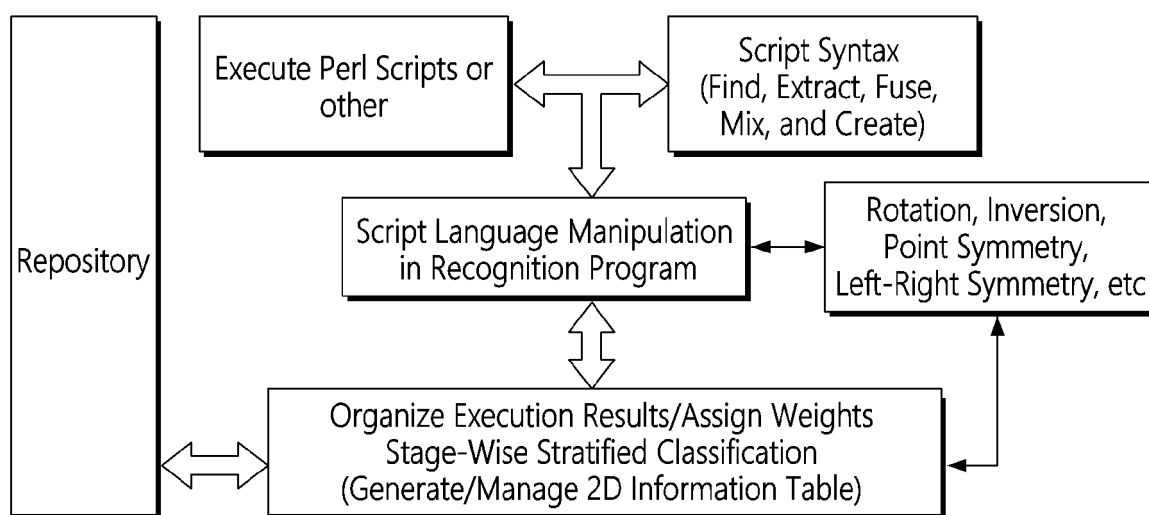 Execute Perl Scripts or
other
Script Syntax
(Find, Extract, Fuse,
Mix, and Create)
Repository
Script Language Manipulation
in Recognition Program
Rotation, Inversion,
Point Symmetry,
Left-Right Symmetry, etc
Organize Execution Results/Assign Weights
Stage-Wise Stratified Classification
(Generate/Manage 2D Information Table)